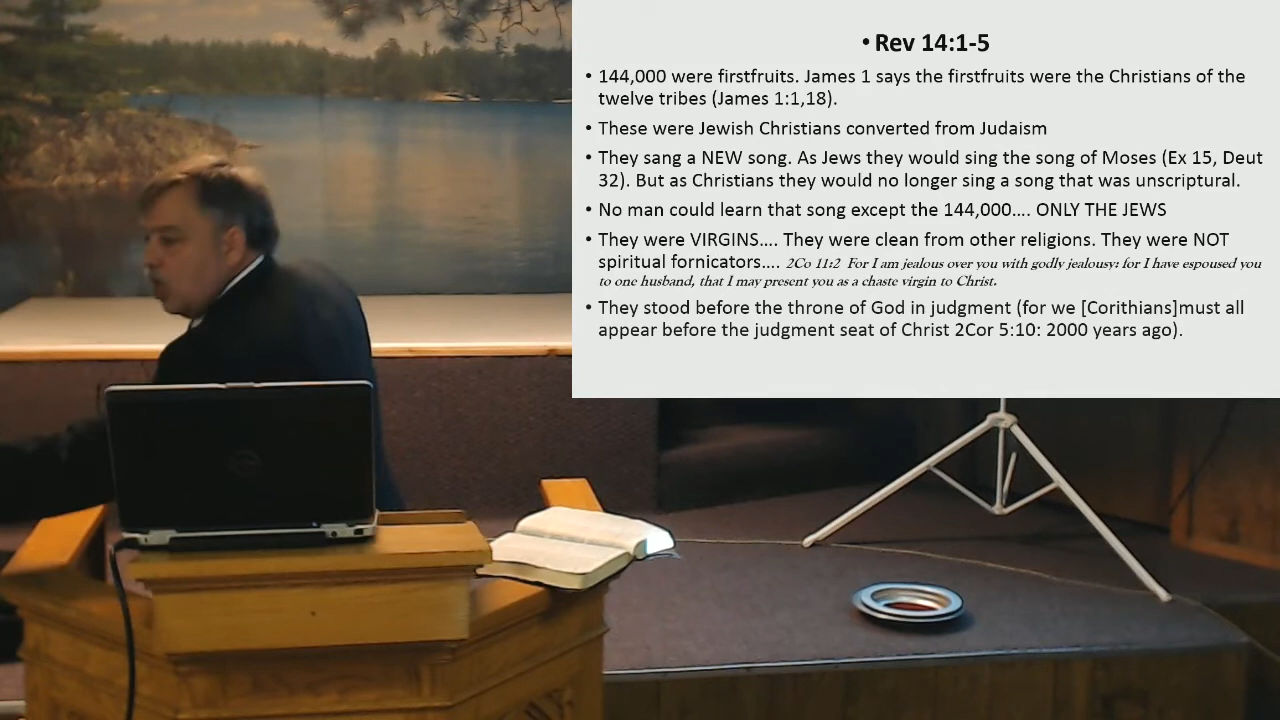 • Rev 14:1-5
• 144,000 were firstfruits. James 1 says the firstfruits were the Christians of the
twelve tribes (James 1:1,18).
• These were Jewish Christians converted from Judaism
• They sang a NEW song. As Jews they would sing the song of Moses (Ex 15, Deut
32). But as Christians they would no longer sing a song that was unscriptural.
• No man could learn that song except the 144,000…. ONLY THE JEWS
• They were VIRGINS…. They were clean from other religions. They were NOT
spiritual fornicators…. 2Co 11:2 For I am jealous over you with godly jealousy: for I have espoused you
to one husband, that I may present you as a chaste virgin to Christ.
• They stood before the throne of God in judgment (for we [Corithians]must all
appear before the judgment seat of Christ 2Cor 5:10: 2000 years ago).